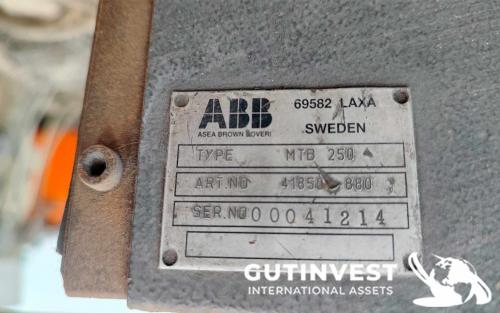 ABB
ASEA BROWN BOVERI
69582 LAXA
SWEDEN
TYPE MTB 250
ART.NO 41850 880
SER.NO 00041214
GUTINVEST
INTERNATIONAL ASSETS